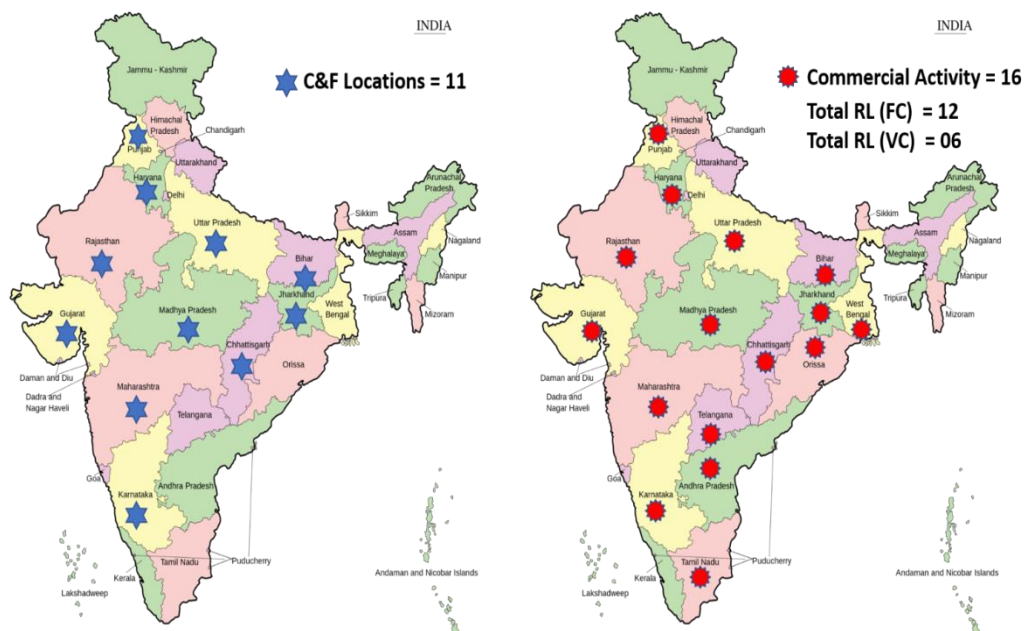 INDIA
C&F Locations = 11
Jammu - Kashmir
Himachal
Pradesh
Chandigarh
Punjab
Uttarakhand
Haryana
Delhi
Rajasthan
Uttar Pradesh
Bihar
Jharkhand
West
Bengal
Gujarat
Madhya Pradesh
Chhattisgarh
Orissa
Daman and Diu
Dadra and
Nagar Haveli
Maharashtra
Telangana
Goa
Karnataka
Andhra Pradesh
Puducherry
Tamil Nadu
Kerala
Lakshadweep
Andaman and Nicobar Islands
Sikkim
Arunachal
Pradesh
Assam
Nagaland
Meghalaya
Manipur
Tripura
Mizoram
INDIA
Commercial Activity = 16
Total RL (FC) = 12
Total RL (VC) = 06
Jammu - Kashmir
Himachal
Pradesh
Chandigarh
Punjab
Uttarakhand
Haryana
Delhi
Rajasthan
Uttar Pradesh
Bihar
Jharkhand
West
Bengal
Gujarat
Madhya Pradesh
Chhattisgarh
Orissa
Daman and Diu
Dadra and
Nagar Haveli
Maharashtra
Telangana
Goa
Karnataka
Andhra Pradesh
Puducherry
Tamil Nadu
Kerala
Lakshadweep
Andaman and Nicobar Islands
Sikkim
Arunachal
Pradesh
Assam
Nagaland
Meghalaya
Manipur
Tripura
Mizoram